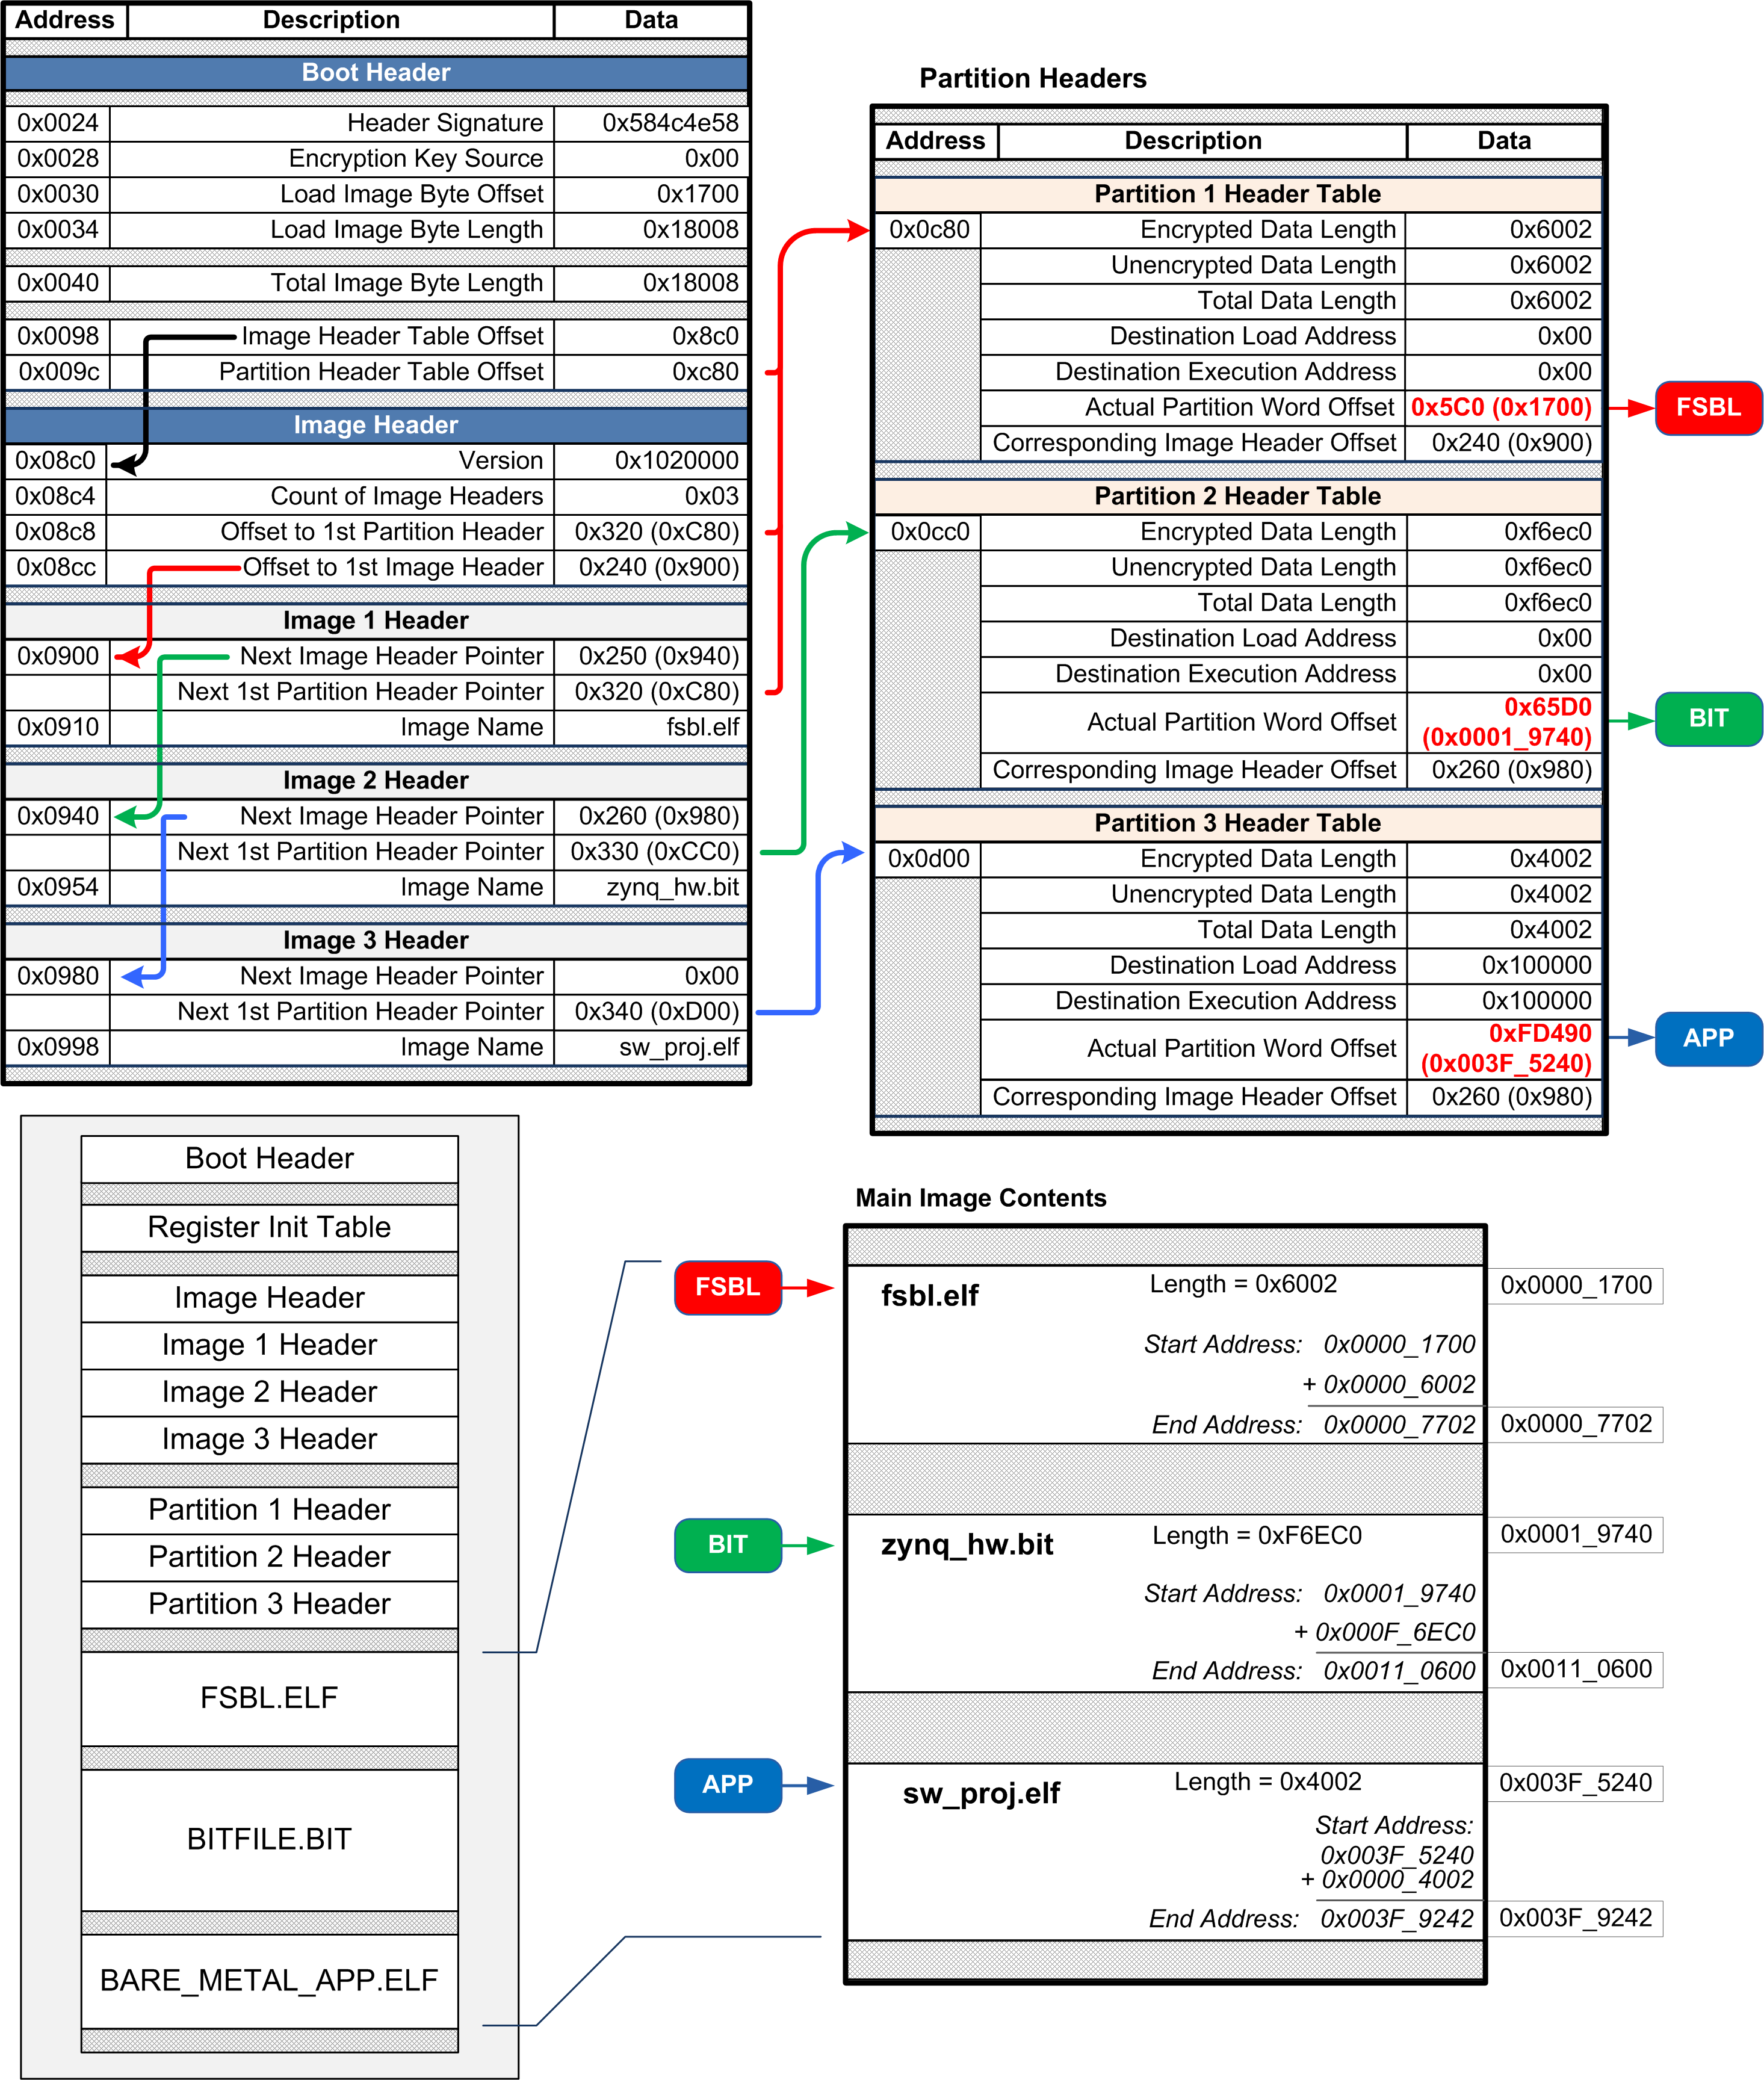 Address Description Data
Boot Header
0x0024 Header Signature 0x584c4e58
0x0028 Encryption Key Source 0x00
0x0030 Load Image Byte Offset 0x1700
0x0034 Load Image Byte Length 0x18008
0x0040 Total Image Byte Length 0x18008
0x0098 Image Header Table Offset 0x8c0
0x009c Partition Header Table Offset 0xc80
Image Header
0x08c0 Version 0x1020000
0x08c4 Count of Image Headers 0x03
0x08c8 Offset to 1st Partition Header 0x320 (0xC80)
0x08cc Offset to 1st Image Header 0x240 (0x900)
Image 1 Header
0x0900 Next Image Header Pointer 0x250 (0x940)
Next 1st Partition Header Pointer 0x320 (0xC80)
0x0910 Image Name fsbl.elf
Image 2 Header
0x0940 Next Image Header Pointer 0x260 (0x980)
Next 1st Partition Header Pointer 0x330 (0xCC0)
0x0954 Image Name zynq_hw.bit
Image 3 Header
0x0980 Next Image Header Pointer 0x00
Next 1st Partition Header Pointer 0x340 (0xD00)
0x0998 Image Name sw_proj.elf
Partition Headers
Address Description Data
Partition 1 Header Table
0x0c80 Encrypted Data Length 0x6002
Unencrypted Data Length 0x6002
Total Data Length 0x6002
Destination Load Address 0x00
Destination Execution Address 0x00
Actual Partition Word Offset 0x5C0 (0x1700)
FSBL
Corresponding Image Header Offset 0x240 (0x900)
Partition 2 Header Table
0x0cc0 Encrypted Data Length 0xf6ec0
Unencrypted Data Length 0xf6ec0
Total Data Length 0xf6ec0
Destination Load Address 0x00
Destination Execution Address 0x00
Actual Partition Word Offset 0x65D0
(0x0001_9740)
BIT
Corresponding Image Header Offset 0x260 (0x980)
Partition 3 Header Table
0x0d00 Encrypted Data Length 0x4002
Unencrypted Data Length 0x4002
Total Data Length 0x4002
Destination Load Address 0x100000
Destination Execution Address 0x100000
Actual Partition Word Offset 0xFD490
(0x003F_5240)
APP
Corresponding Image Header Offset 0x260 (0x980)
Boot Header
Register Init Table
Image Header
Image 1 Header
Image 2 Header
Image 3 Header
Partition 1 Header
Partition 2 Header
Partition 3 Header
FSBL.ELF
BITFILE.BIT
BARE_METAL_APP.ELF
Main Image Contents
FSBL
fsbl.elf Length = 0x6002 0x0000_1700
Start Address: 0x0000_1700
+ 0x0000_6002
End Address: 0x0000_7702 0x0000_7702
BIT
zynq_hw.bit Length = 0xF6EC0 0x0001_9740
Start Address: 0x0001_9740
+ 0x000F_6EC0
End Address: 0x0011_0600 0x0011_0600
APP
sw_proj.elf Length = 0x4002 0x003F_5240
Start Address:
0x003F_5240
+ 0x0000_4002
End Address: 0x003F_9242 0x003F_9242